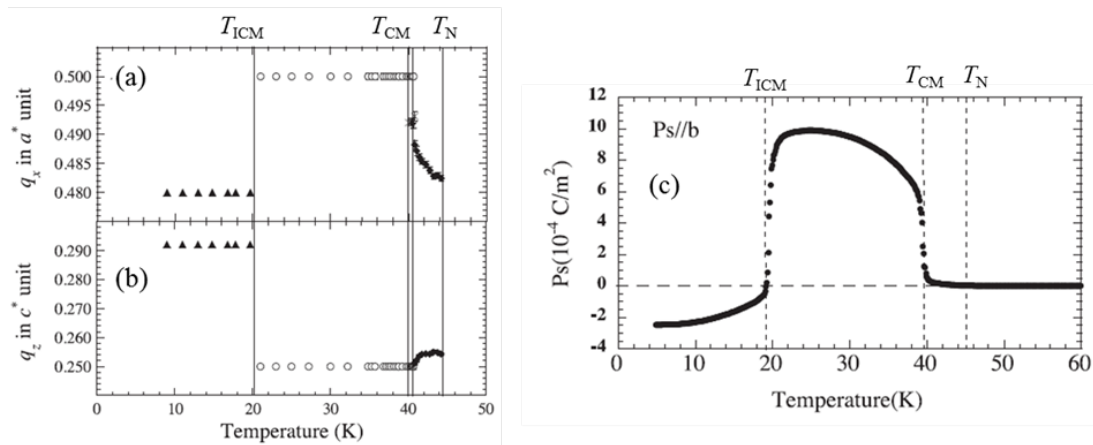 T_ICM T_CM T_N
(a)
q_x in a* unit
0.500
0.495
0.490
0.485
0.480
(b)
q_z in c* unit
0.290
0.280
0.270
0.260
0.250
0 10 20 30 40 50
Temperature (K)
T_ICM T_CM T_N
Ps//b
(c)
Ps(10⁻⁴ C/m²)
12
10
8
6
4
2
0
-2
-4
0 10 20 30 40 50 60
Temperature(K)